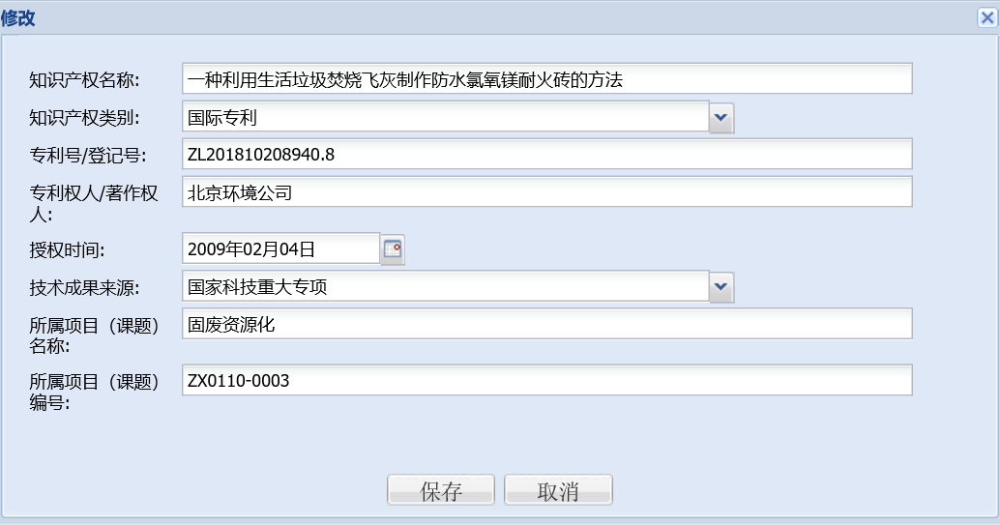 修改
知识产权名称: 一种利用生活垃圾焚烧飞灰制作防水氯氧镁耐火砖的方法
知识产权类别: 国际专利
专利号/登记号: ZL201810208940.8
专利权人/著作权 北京环境公司
人:
授权时间: 2009年02月04日
技术成果来源: 国家科技重大专项
所属项目（课题） 固废资源化
名称:
所属项目（课题） ZX0110-0003
编号:
保存 取消